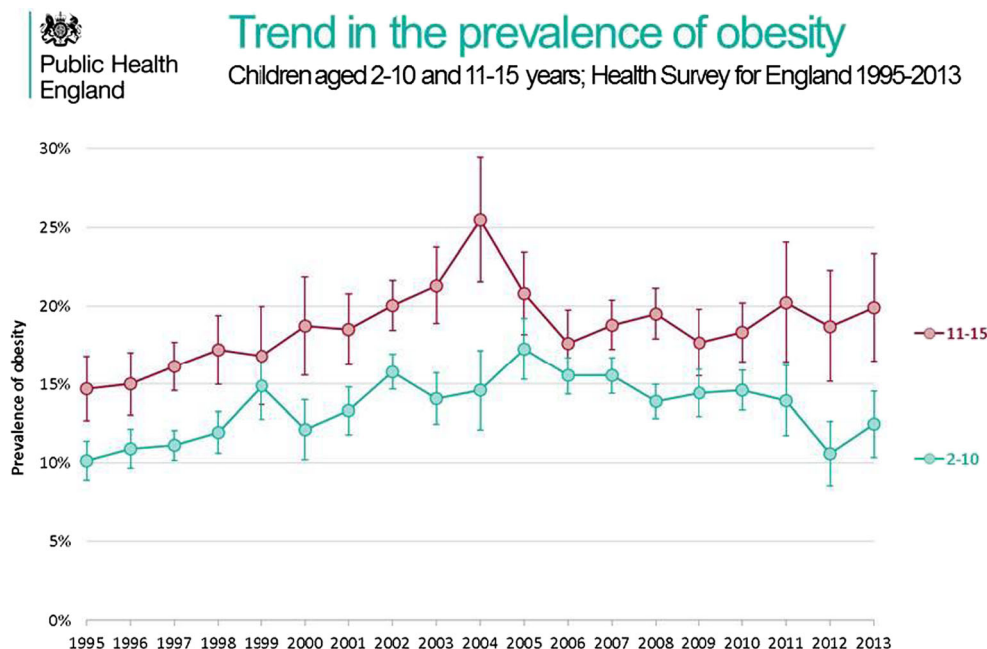 Public Health
England
Trend in the prevalence of obesity
Children aged 2-10 and 11-15 years; Health Survey for England 1995-2013
30%
25%
20%
15%
10%
5%
0%
Prevalence of obesity
11-15
2-10
1995 1996 1997 1998 1999 2000 2001 2002 2003 2004 2005 2006 2007 2008 2009 2010 2011 2012 2013